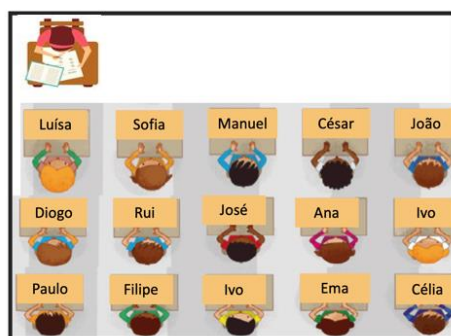 Luísa Sofia Manuel César João
Diogo Rui José Ana Ivo
Paulo Filipe Ivo Ema Célia